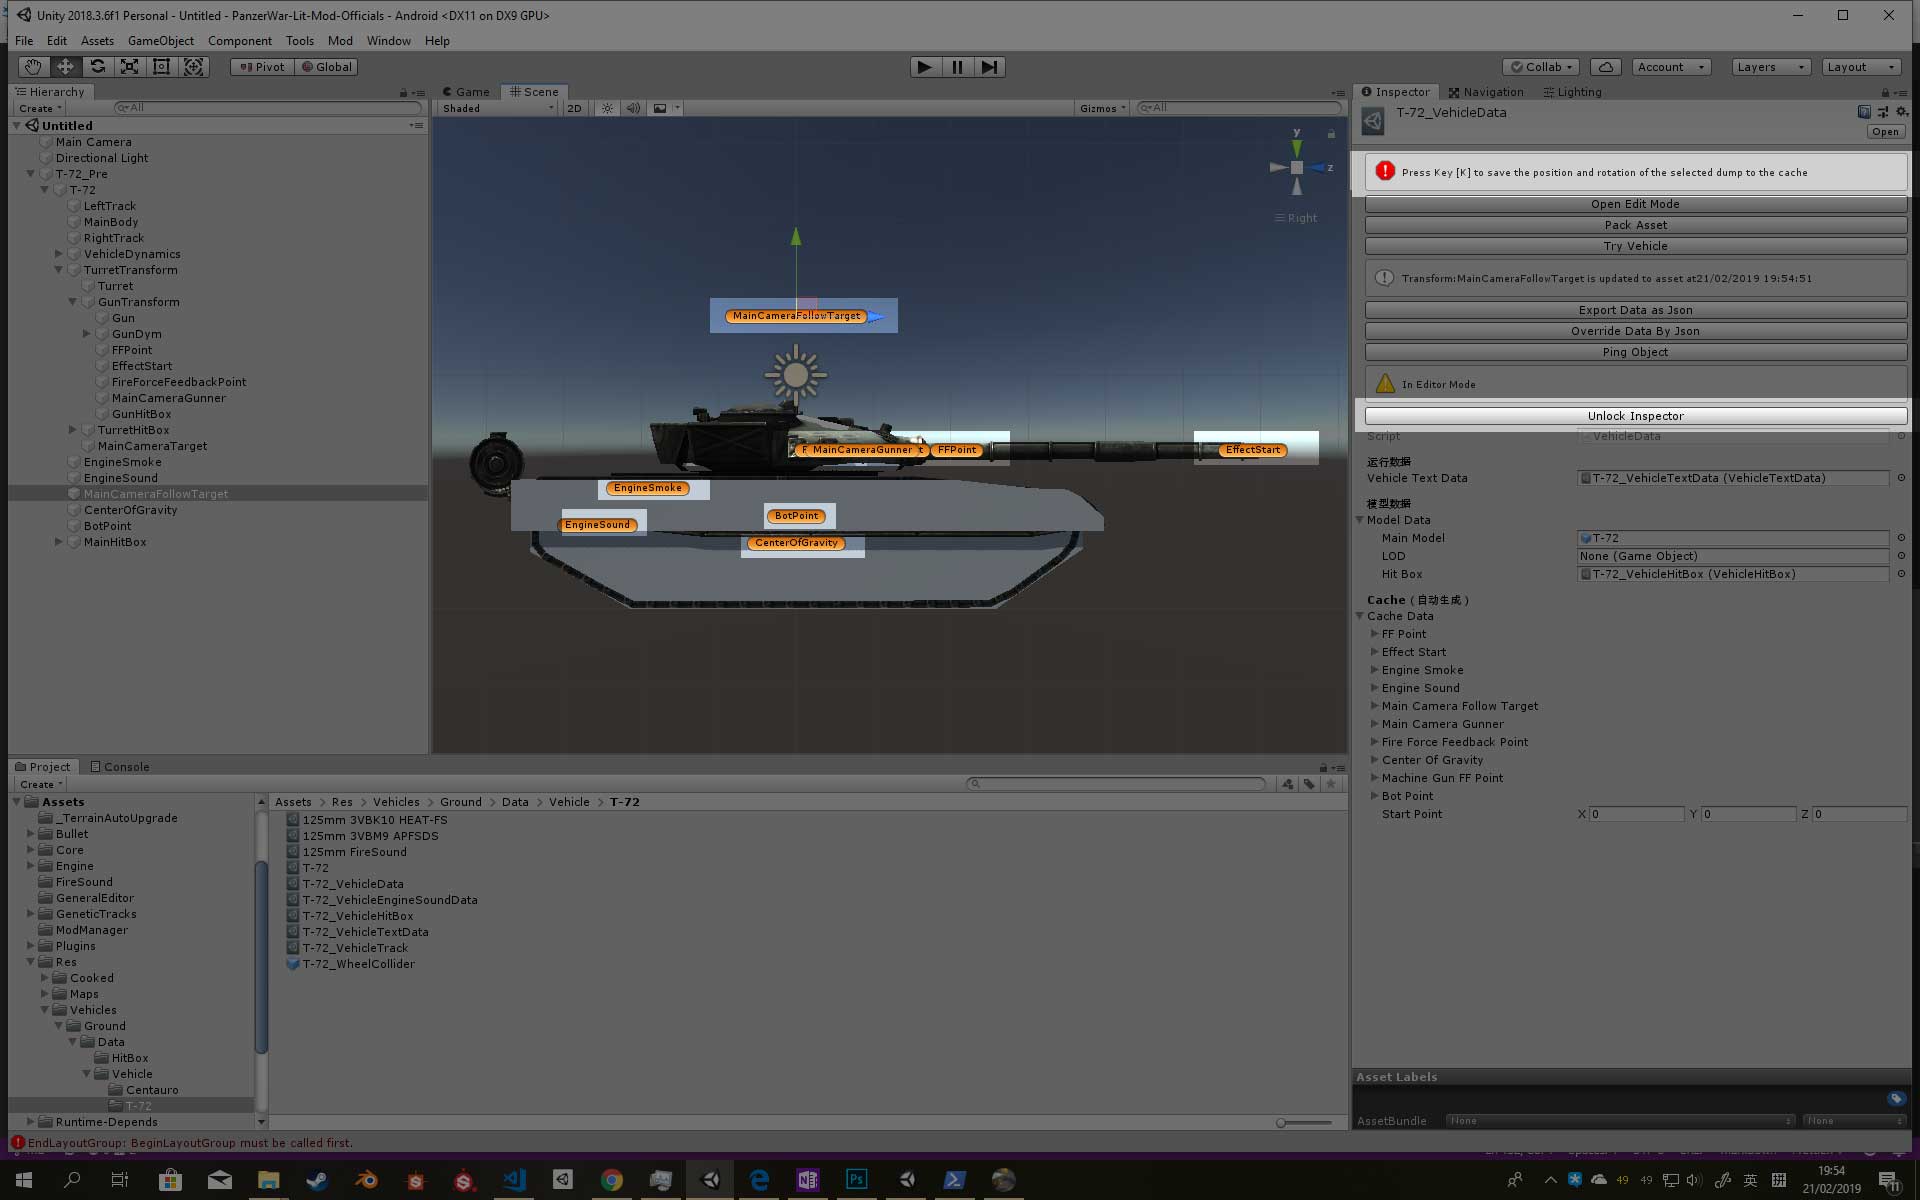 Unity 2018.3.6f1 Personal - Untitled - PanzerWar-Lit-Mod-Officials - Android <DX11 on DX9 GPU>
File Edit Assets GameObject Component Tools Mod Window Help
Pivot Global Collab Account Layers Layout
Hierarchy
Create All
Untitled
Main Camera
Directional Light
T-72_Pre
T-72
LeftTrack
MainBody
RightTrack
VehicleDynamics
TurretTransform
Turret
GunTransform
Gun
GunDym
FFPoint
EffectStart
FireForceFeedbackPoint
MainCameraGunner
GunHitBox
TurretHitBox
MainCameraTarget
EngineSmoke
EngineSound
MainCameraFollowTarget
CenterOfGravity
BotPoint
MainHitBox
Game Scene
Shaded 2D Gizmos All
y
z
Right
MainCameraFollowTarget
MainCameraGunner
FFPoint
EffectStart
EngineSmoke
BotPoint
EngineSound
CenterOfGravity
Inspector Navigation Lighting
T-72_VehicleData
Open
Press Key [K] to save the position and rotation of the selected dump to the cache
Open Edit Mode
Pack Asset
Try Vehicle
Transform:MainCameraFollowTarget is updated to asset at21/02/2019 19:54:51
Export Data as Json
Override Data By Json
Ping Object
In Editor Mode
Unlock Inspector
Script VehicleData
运行数据
Vehicle Text Data T-72_VehicleTextData (VehicleTextData)
模型数据
Model Data
Main Model T-72
LOD None (Game Object)
Hit Box T-72_VehicleHitBox (VehicleHitBox)
Cache ( 自动生成 )
Cache Data
FF Point
Effect Start
Engine Smoke
Engine Sound
Main Camera Follow Target
Main Camera Gunner
Fire Force Feedback Point
Center Of Gravity
Machine Gun FF Point
Bot Point
Start Point X 0 Y 0 Z 0
Asset Labels
AssetBundle None None
Project Console
Create
Assets
_TerrainAutoUpgrade
Bullet
Core
Engine
FireSound
GeneralEditor
GeneticTracks
ModManager
Plugins
Res
Cooked
Maps
Vehicles
Ground
Data
HitBox
Vehicle
Centauro
T-72
Runtime-Depends
Assets > Res > Vehicles > Ground > Data > Vehicle > T-72
125mm 3VBK10 HEAT-FS
125mm 3VBM9 APFSDS
125mm FireSound
T-72
T-72_VehicleData
T-72_VehicleEngineSoundData
T-72_VehicleHitBox
T-72_VehicleTextData
T-72_VehicleTrack
T-72_WheelCollider
EndLayoutGroup: BeginLayoutGroup must be called first.
49 49 英 拼
19:54
21/02/2019
11